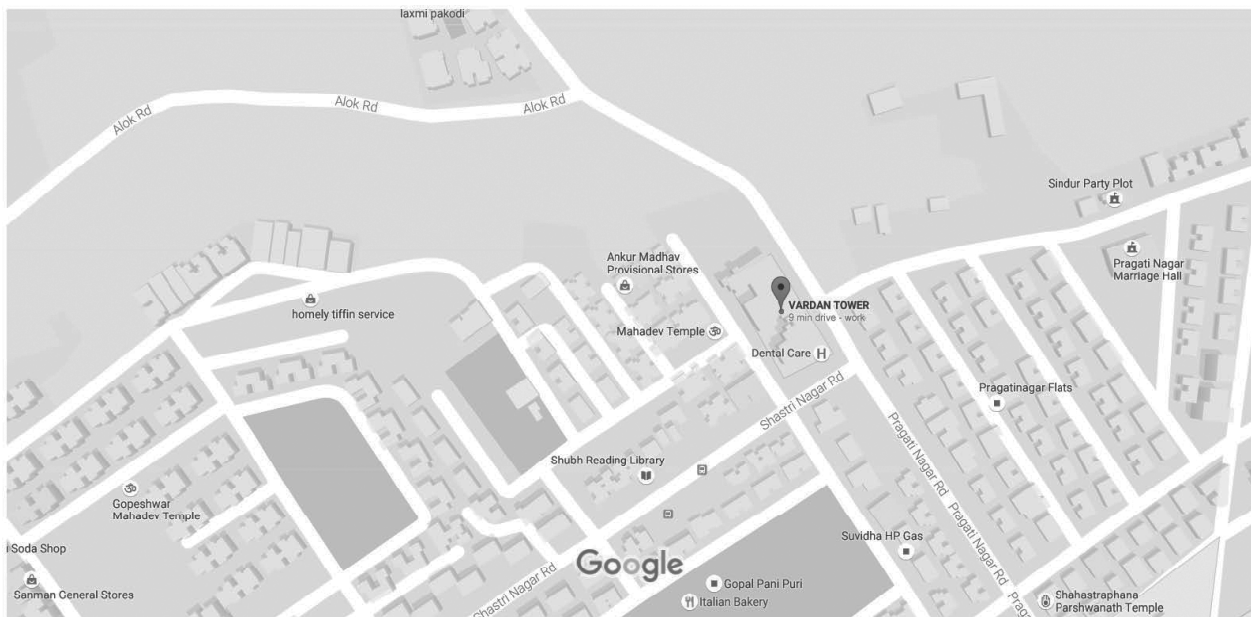 laxmi pakodi
Alok Rd
Alok Rd
Alok Rd
Sindur Party Plot
Ankur Madhav
Provisional Stores
Pragati Nagar
Marriage Hall
homely tiffin service
VARDAN TOWER
9 min drive - work
Mahadev Temple
Dental Care
H
Pragatinagar Flats
Shastri Nagar Rd
Pragati Nagar Rd
Shubh Reading Library
Gopeshwar
Mahadev Temple
Pragati Nagar Rd
i Soda Shop
Suvidha HP Gas
Google
Sanman General Stores
Shastri Nagar Rd
Gopal Pani Puri
Italian Bakery
Praga
Shahastraphana
Parshwanath Temple